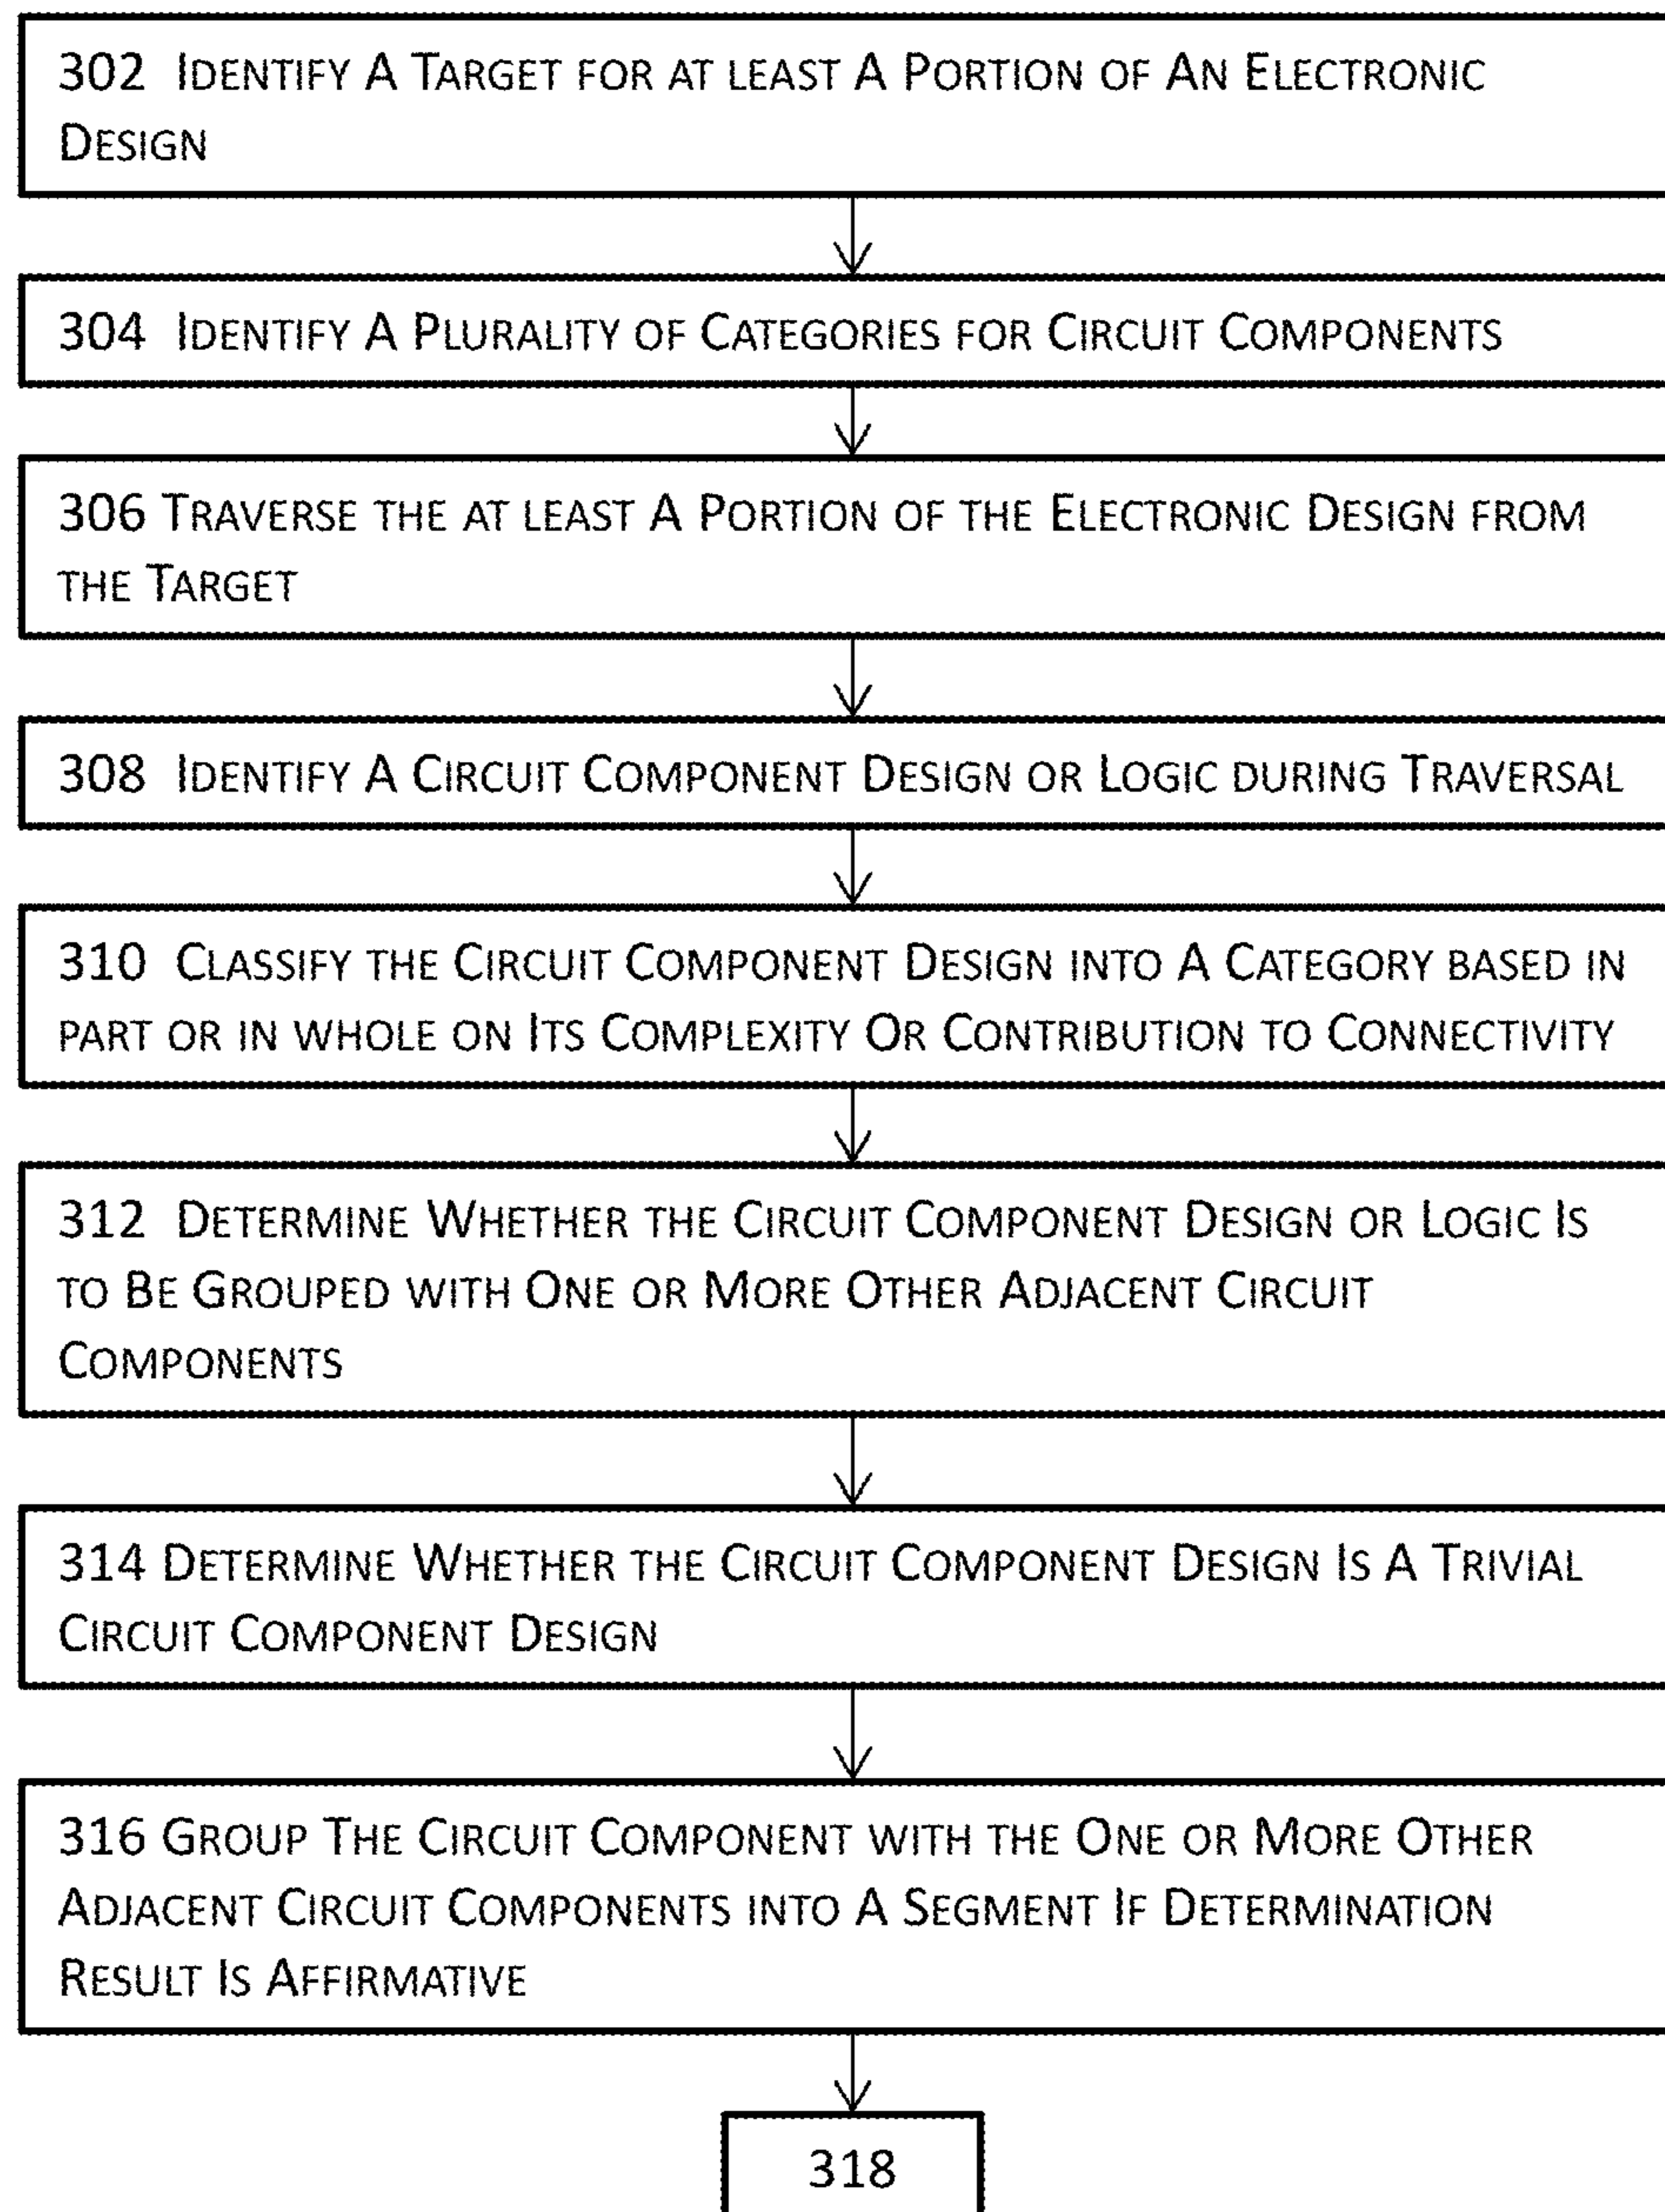 302 Identify A Target for at least A Portion of An Electronic
Design
304 Identify A Plurality of Categories for Circuit Components
306 Traverse the at least A Portion of the Electronic Design from
the Target
308 Identify A Circuit Component Design or Logic during Traversal
310 Classify the Circuit Component Design into A Category based in
part or in whole on Its Complexity Or Contribution to Connectivity
312 Determine Whether the Circuit Component Design or Logic Is
to Be Grouped with One or More Other Adjacent Circuit
Components
314 Determine Whether the Circuit Component Design Is A Trivial
Circuit Component Design
316 Group The Circuit Component with the One or More Other
Adjacent Circuit Components into A Segment If Determination
Result Is Affirmative
318